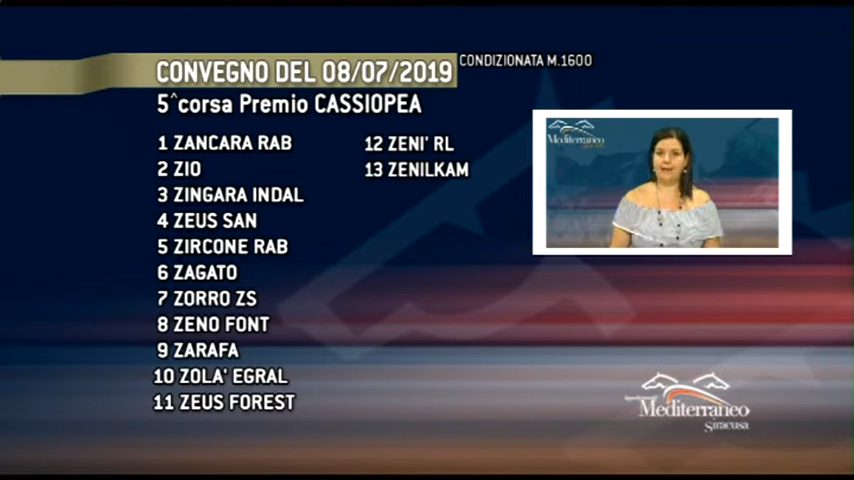 CONVEGNO DEL 08/07/2019
CONDIZIONATA M.1600
5^corsa Premio CASSIOPEA
1 ZANCARA RAB
2 ZIO
3 ZINGARA INDAL
4 ZEUS SAN
5 ZIRCONE RAB
6 ZAGATO
7 ZORRO ZS
8 ZENO FONT
9 ZARAFA
10 ZOLA' EGRAL
11 ZEUS FOREST
12 ZENI' RL
13 ZENILKAM
Mediterraneo
Mediterraneo
Siracusa